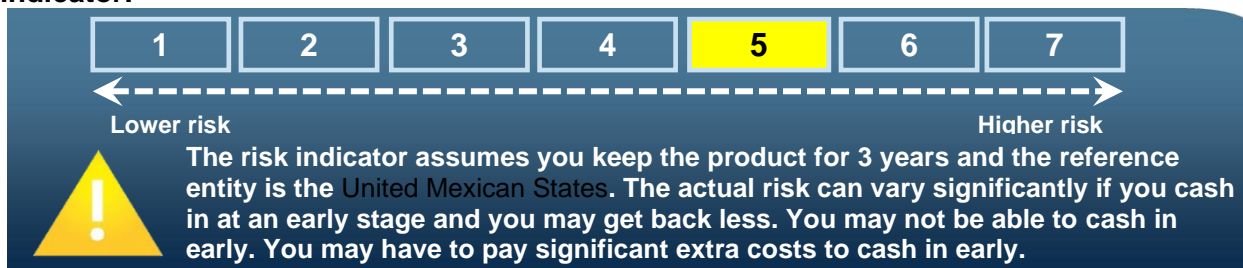 1 2 3 4 5 6 7
Lower risk Higher risk
The risk indicator assumes you keep the product for 3 years and the reference
entity is the United Mexican States. The actual risk can vary significantly if you cash
in at an early stage and you may get back less. You may not be able to cash in
early. You may have to pay significant extra costs to cash in early.